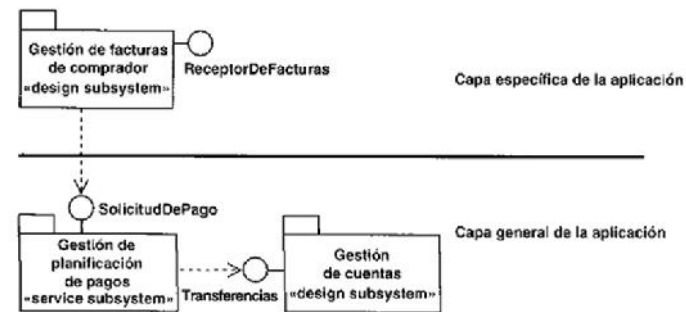 Gestión de facturas
de comprador
«design subsystem»
ReceptorDeFacturas
Capa específica de la aplicación
SolicitudDePago
Capa general de la aplicación
Gestión de
planificación
de pagos
«service subsystem»
Transferencias
Gestión
de cuentas
«design subsystem»